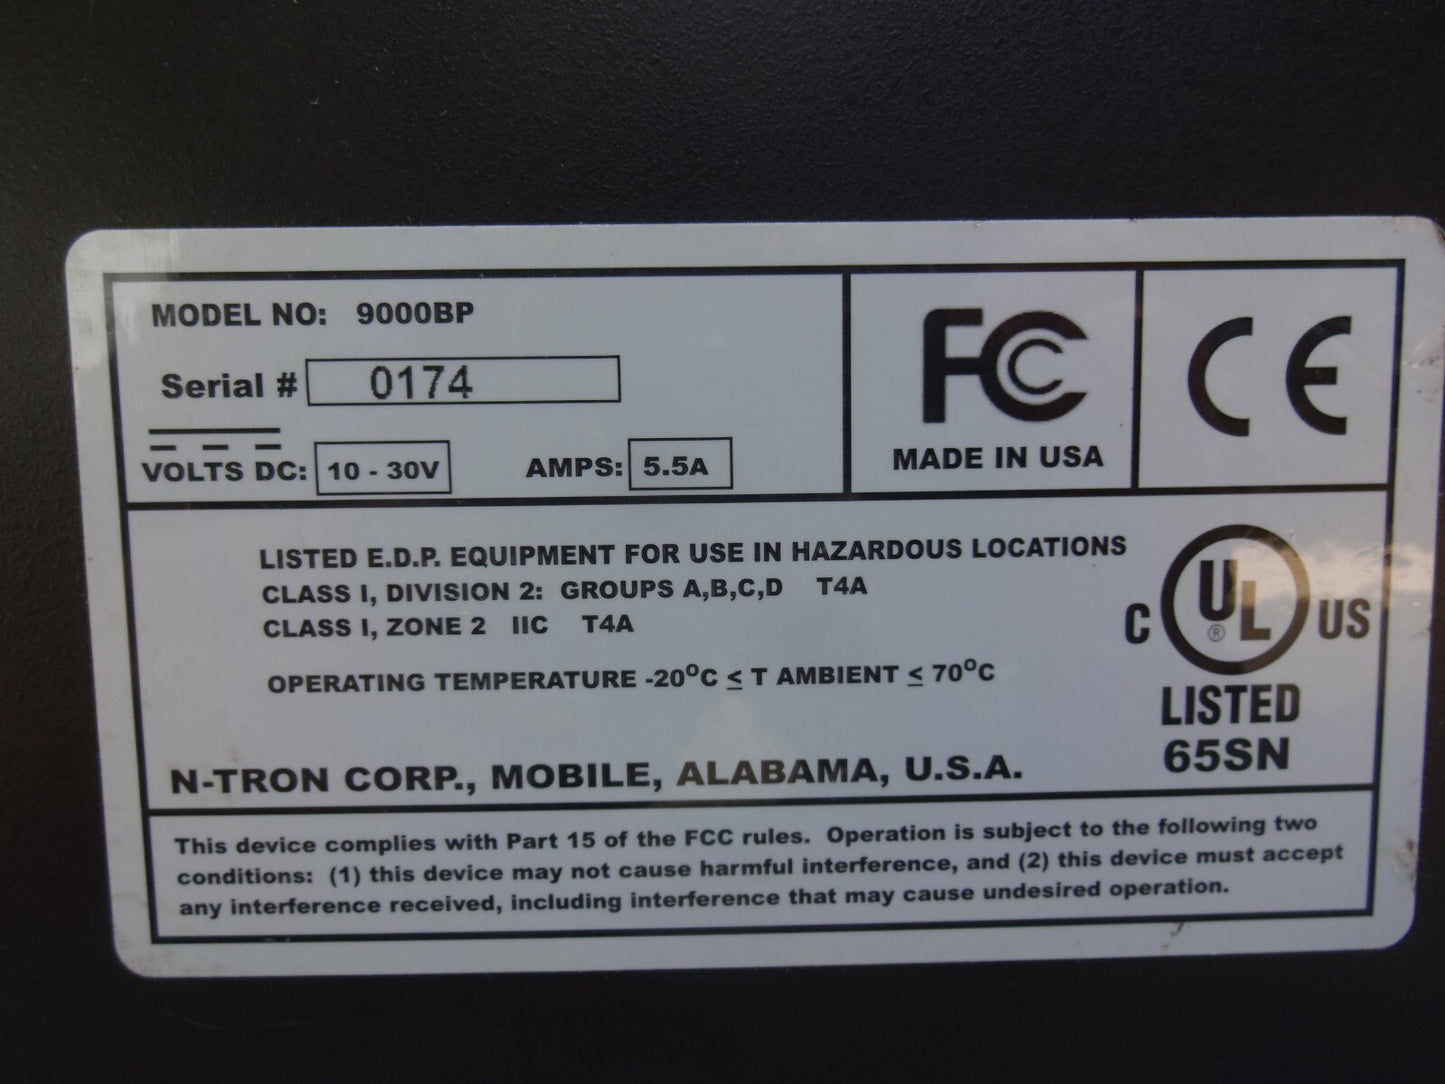 MODEL NO: 9000BP
Serial # 0174
VOLTS DC: 10 - 30V AMPS: 5.5A
FC
MADE IN USA
CE
LISTED E.D.P. EQUIPMENT FOR USE IN HAZARDOUS LOCATIONS
CLASS I, DIVISION 2: GROUPS A,B,C,D T4A
CLASS I, ZONE 2 IIC T4A
OPERATING TEMPERATURE -20°C ≤ T AMBIENT ≤ 70°C
C UL ® US
LISTED
65SN
N-TRON CORP., MOBILE, ALABAMA, U.S.A.
This device complies with Part 15 of the FCC rules. Operation is subject to the following two
conditions: (1) this device may not cause harmful interference, and (2) this device must accept
any interference received, including interference that may cause undesired operation.